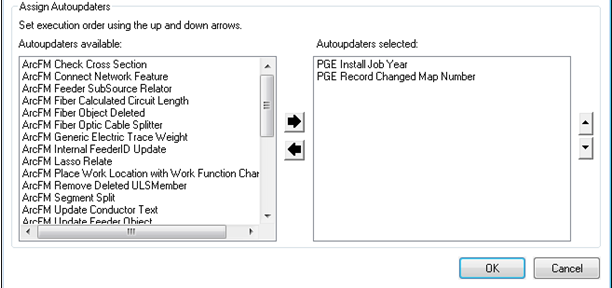 Assign Autoupdaters
Set execution order using the up and down arrows.
Autoupdaters available:
ArcFM Check Cross Section
ArcFM Connect Network Feature
ArcFM Feeder SubSource Relator
ArcFM Fiber Calculated Circuit Length
ArcFM Fiber Object Deleted
ArcFM Fiber Optic Cable Splitter
ArcFM Generic Electric Trace Weight
ArcFM Internal FeederID Update
ArcFM Lasso Relate
ArcFM Place Work Location with Work Function Char
ArcFM Remove Deleted ULSMember
ArcFM Segment Split
ArcFM Update Conductor Text
ArcFM Update Feeder Object
Autoupdaters selected:
PGE Install Job Year
PGE Record Changed Map Number
OK
Cancel